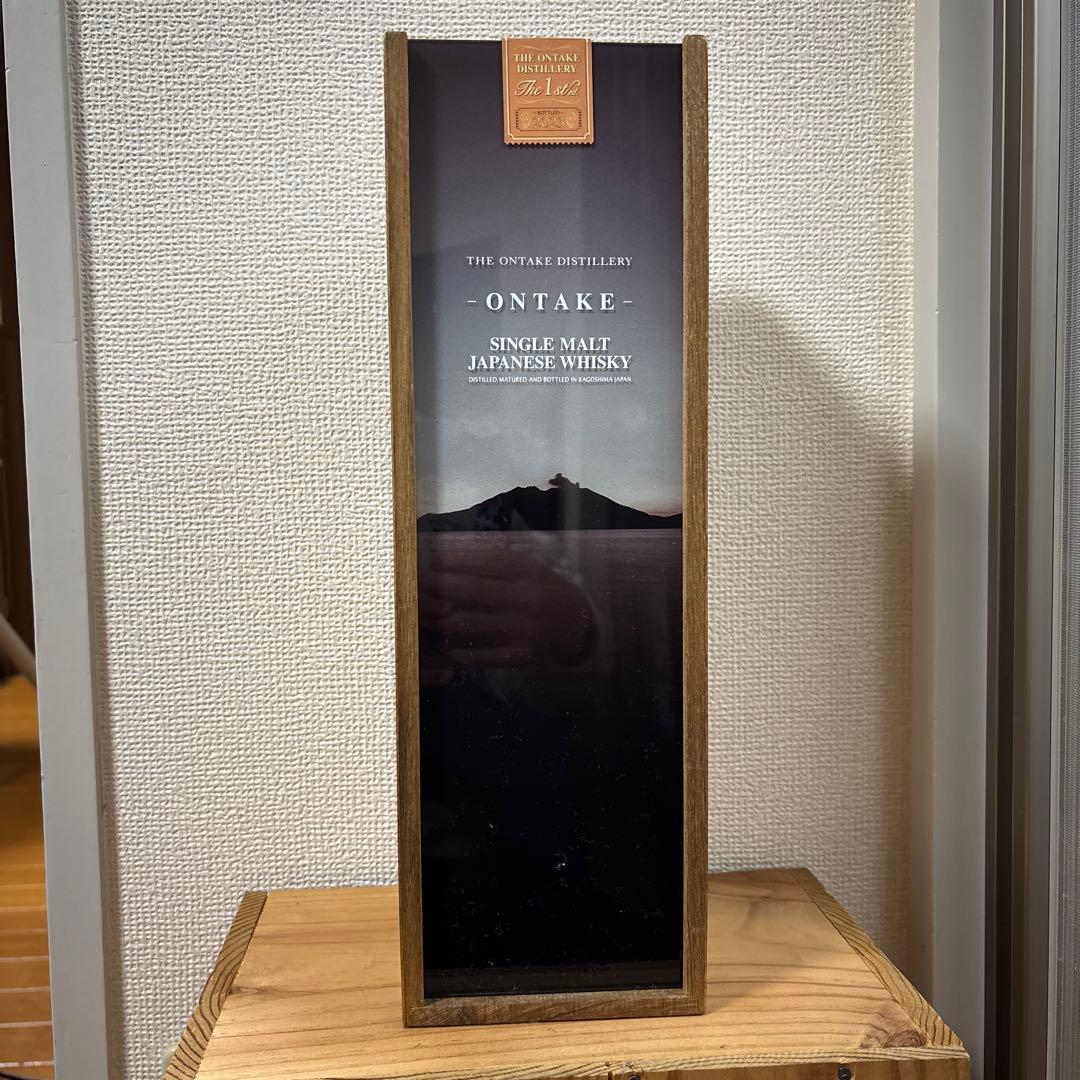 THE ONTAKE
DISTILLERY
The 1st
BOTTLED
2023
THE ONTAKE DISTILLERY
- ONTAKE -
SINGLE MALT
JAPANESE WHISKY
DISTILLED MATURED AND BOTTLED IN KAGOSHIMA JAPAN